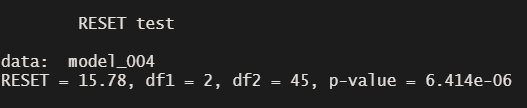 RESET test
data:  model_004
RESET = 15.78, df1 = 2, df2 = 45, p-value = 6.414e-06